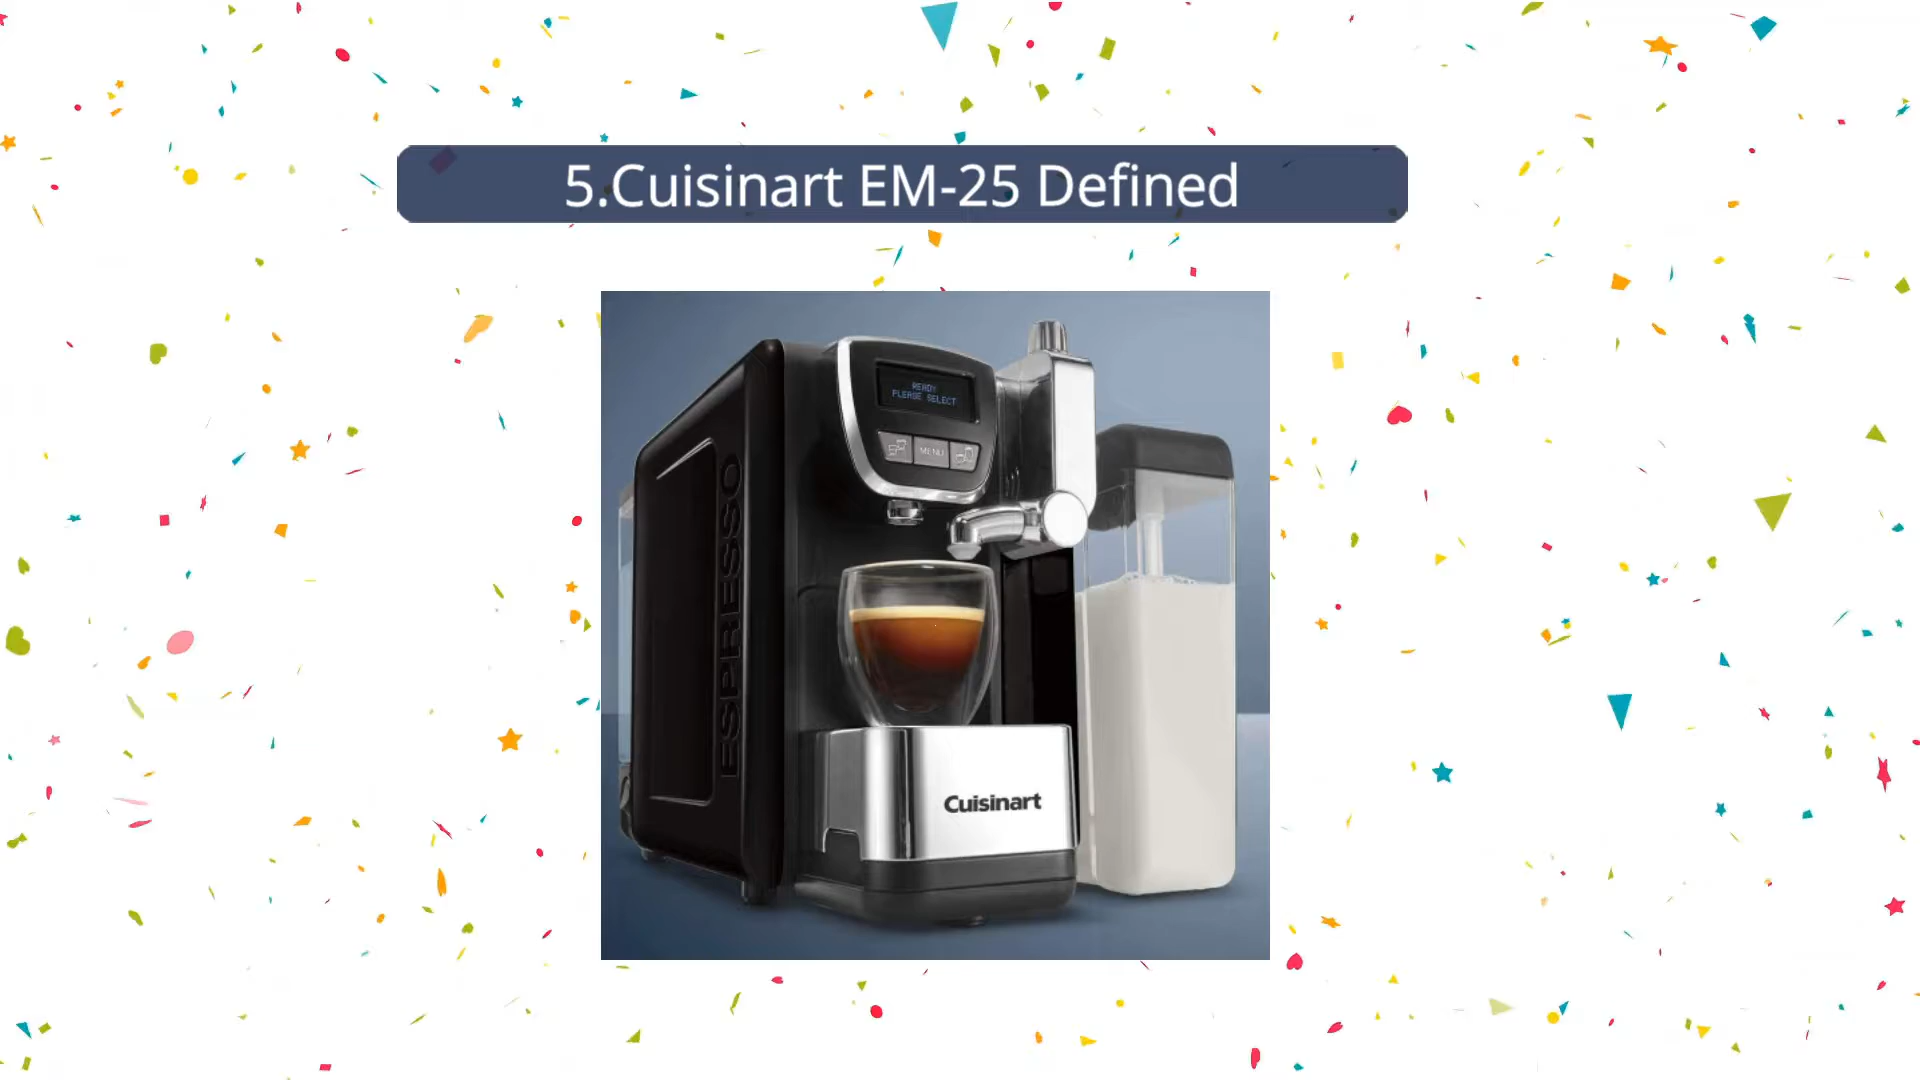 5.Cuisinart EM-25 Defined
READY
PLEASE SELECT
MENU
ESPRESSO
Cuisinart